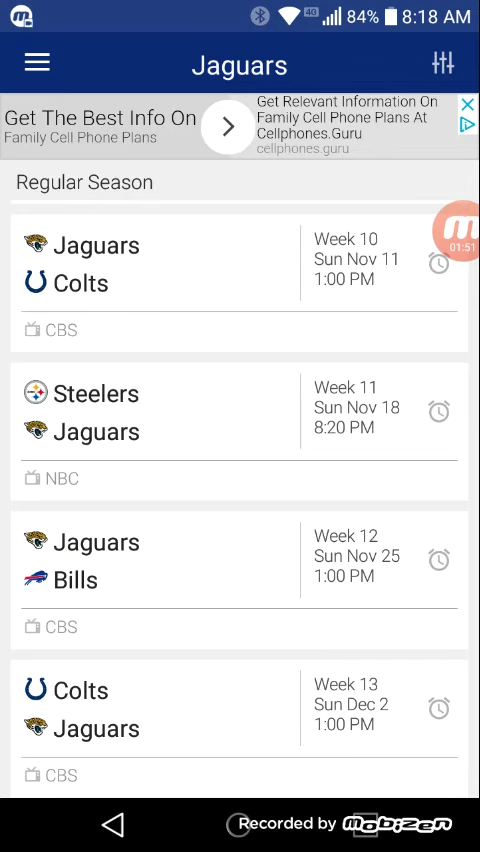 4G 84% 8:18 AM
Jaguars
Get The Best Info On
Family Cell Phone Plans
Get Relevant Information On
Family Cell Phone Plans At
Cellphones.Guru
cellphones.guru
Regular Season
Jaguars
Colts
Week 10
Sun Nov 11
1:00 PM
01:51
CBS
Steelers
Jaguars
Week 11
Sun Nov 18
8:20 PM
NBC
Jaguars
Bills
Week 12
Sun Nov 25
1:00 PM
CBS
Colts
Jaguars
Week 13
Sun Dec 2
1:00 PM
CBS
Recorded by Mobizen